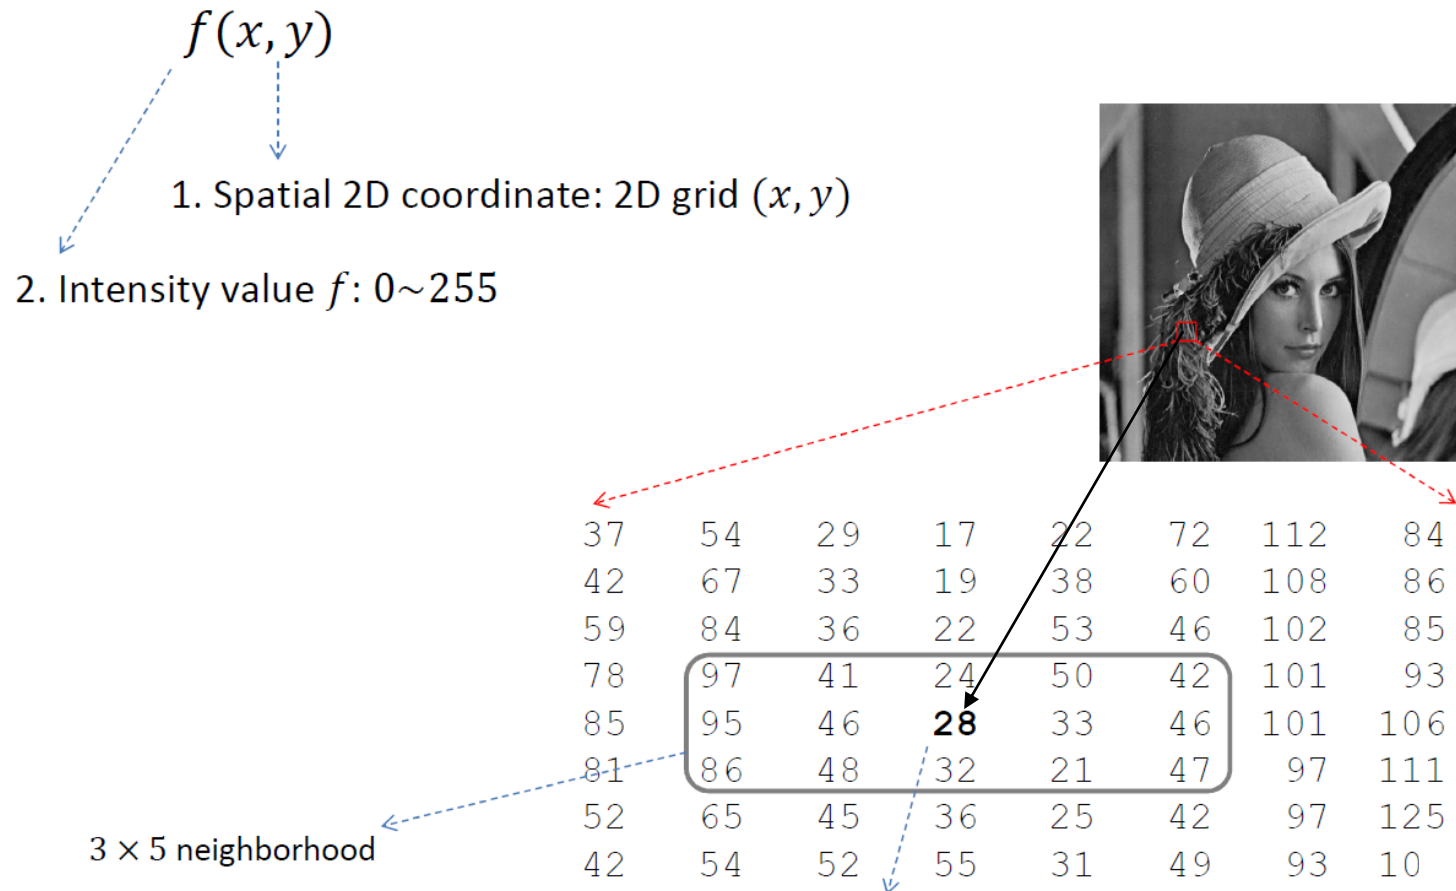 f(x, y)
1. Spatial 2D coordinate: 2D grid (x, y)
2. Intensity value f: 0~255
37 54 29 17 22 72 112 84
42 67 33 19 38 60 108 86
59 84 36 22 53 46 102 85
78 97 41 24 50 42 101 93
85 95 46 28 33 46 101 106
81 86 48 32 21 47 97 111
52 65 45 36 25 42 97 125
42 54 52 55 31 49 93 10
3 × 5 neighborhood